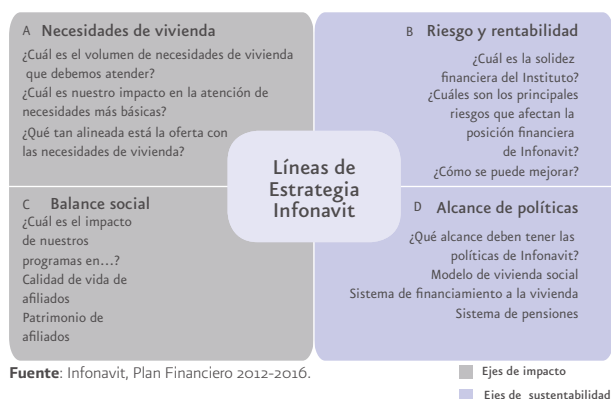 A Necesidades de vivienda
¿Cuál es el volumen de necesidades de vivienda
que debemos atender?
¿Cuál es nuestro impacto en la atención de
necesidades más básicas?
¿Qué tan alineada está la oferta con
las necesidades de vivienda?
B Riesgo y rentabilidad
¿Cuál es la solidez
financiera del Instituto?
¿Cuáles son los principales
riesgos que afectan la
posición financiera
de Infonavit?
¿Cómo se puede mejorar?
Líneas de
Estrategia
Infonavit
C Balance social
¿Cuál es el impacto
de nuestros
programas en...?
Calidad de vida de
afiliados
Patrimonio de
afiliados
D Alcance de políticas
¿Qué alcance deben tener las
políticas de Infonavit?
Modelo de vivienda social
Sistema de financiamiento a la vivienda
Sistema de pensiones
Fuente: Infonavit, Plan Financiero 2012-2016.
Ejes de impacto
Ejes de sustentabilidad